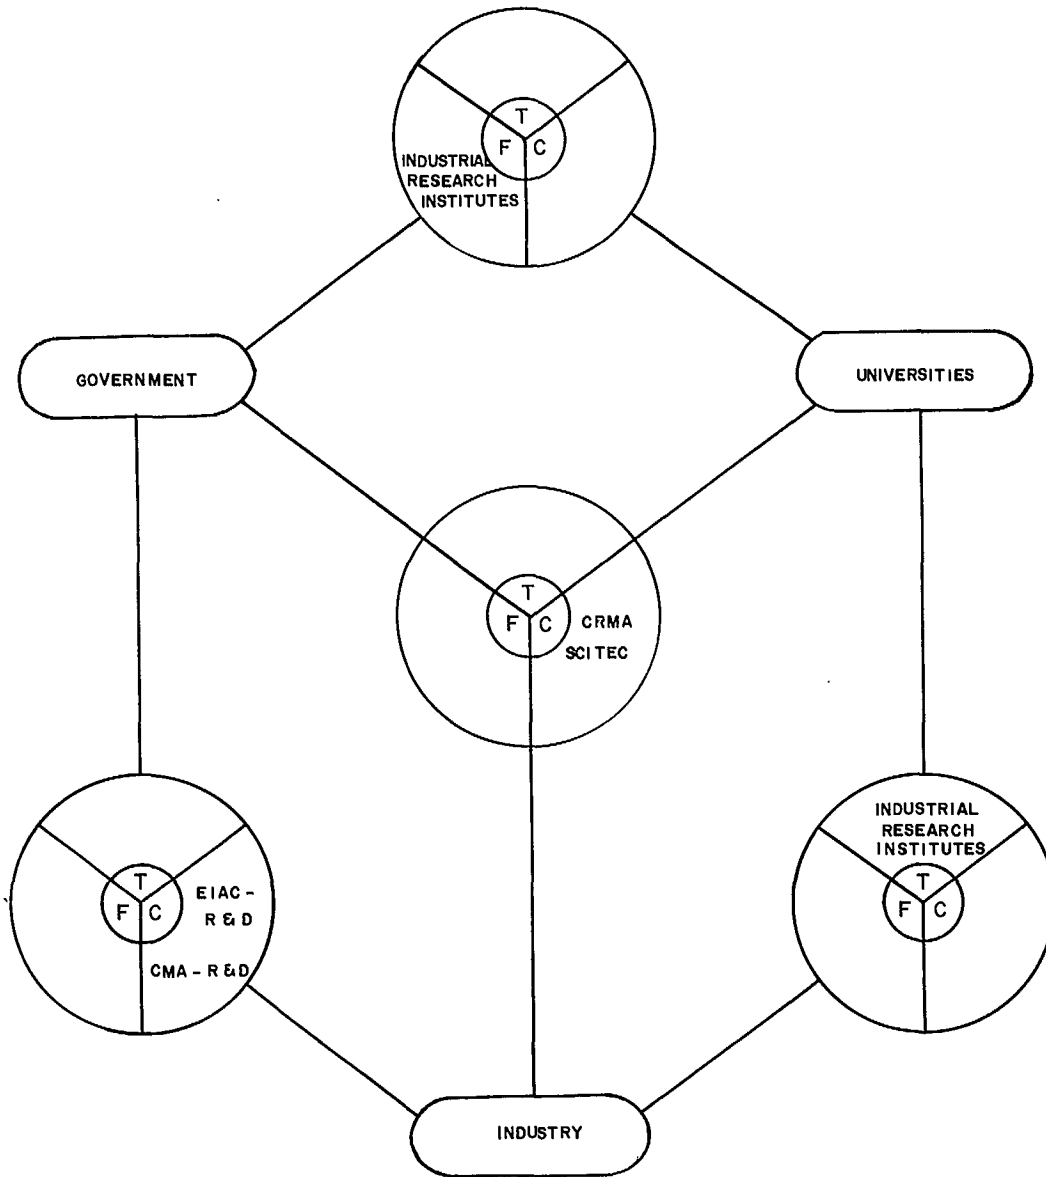 T
F C
INDUSTRIAL
RESEARCH
INSTITUTES
GOVERNMENT
UNIVERSITIES
T
F C
CRMA
SCITEC
T
F C
EIAC-
R & D
CMA-R & D
INDUSTRIAL
RESEARCH
INSTITUTES
T
F C
INDUSTRY